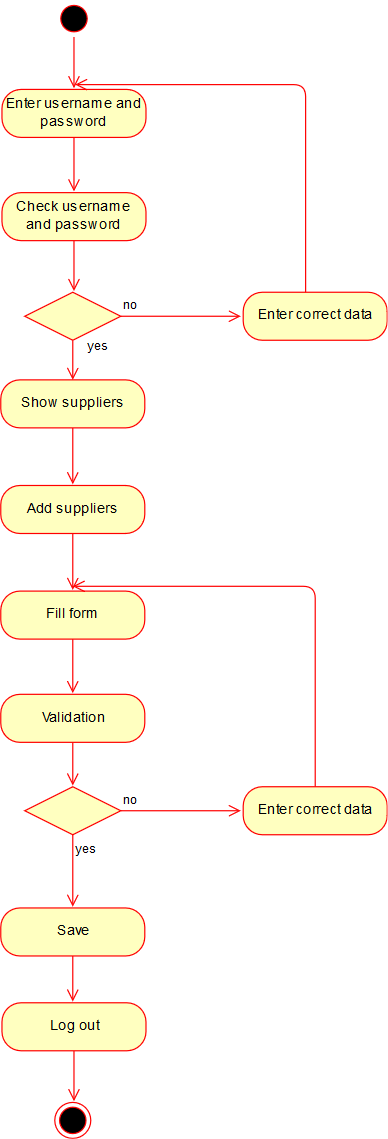 Enter username and
password
Check username
and password
no
Enter correct data
yes
Show suppliers
Add suppliers
Fill form
Validation
no
Enter correct data
yes
Save
Log out